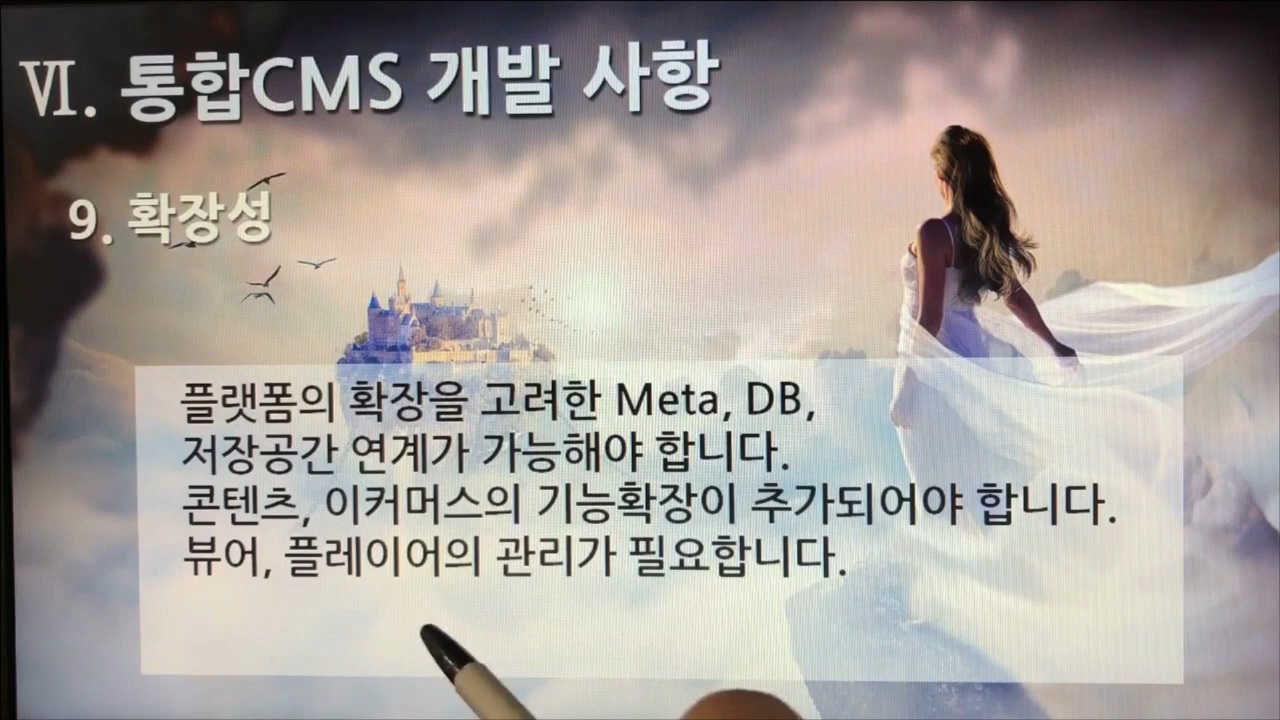 Ⅵ. 통합CMS 개발 사항
9. 확장성
플랫폼의 확장을 고려한 Meta, DB,
저장공간 연계가 가능해야 합니다.
콘텐츠, 이커머스의 기능확장이 추가되어야 합니다.
뷰어, 플레이어의 관리가 필요합니다.